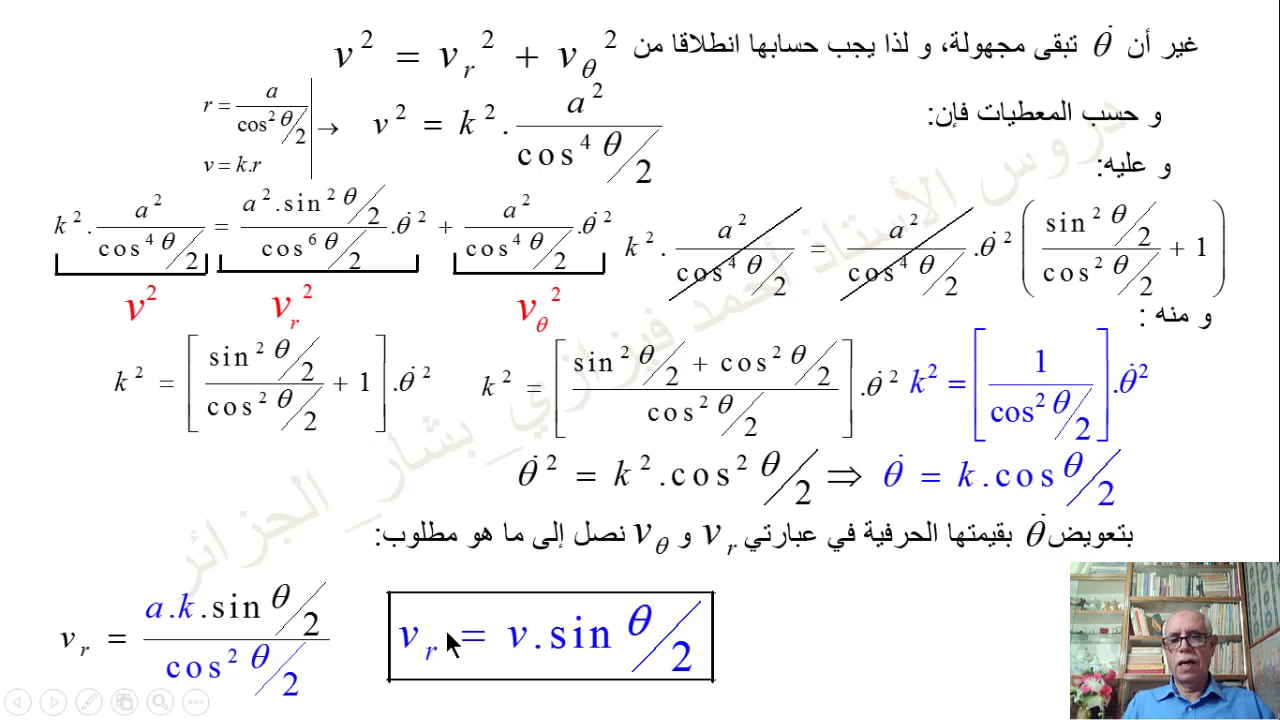 غير أن θ̇ تبقى مجهولة، و لذا يجب حسابها انطلاقا من v² = v_r² + v_θ²
و حسب المعطيات فإن:
r = a / cos² θ/2
v = k.r
→ v² = k² . a² / cos⁴ θ/2
و عليه:
k² . a² / cos⁴ θ/2 = a².sin² θ/2 / cos⁶ θ/2 .θ̇² + a² / cos⁴ θ/2 .θ̇²
v² v_r² v_θ²
k² . a² / cos⁴ θ/2 = a² / cos⁴ θ/2 .θ̇² ( sin² θ/2 / cos² θ/2 + 1 )
و منه :
k² = [ sin² θ/2 / cos² θ/2 + 1 ] .θ̇²
k² = [ sin² θ/2 + cos² θ/2 / cos² θ/2 ] .θ̇²
k² = [ 1 / cos² θ/2 ] .θ̇²
θ̇² = k².cos² θ/2 ⇒ θ̇ = k.cos θ/2
بتعويض θ̇ بقيمتها الحرفية في عبارتي v_r و v_θ نصل إلى ما هو مطلوب:
v_r = a.k.sin θ/2 / cos² θ/2
v_r = v.sin θ/2
دروس الأستاذ أحمد فيزازي_بشار_الجزائر